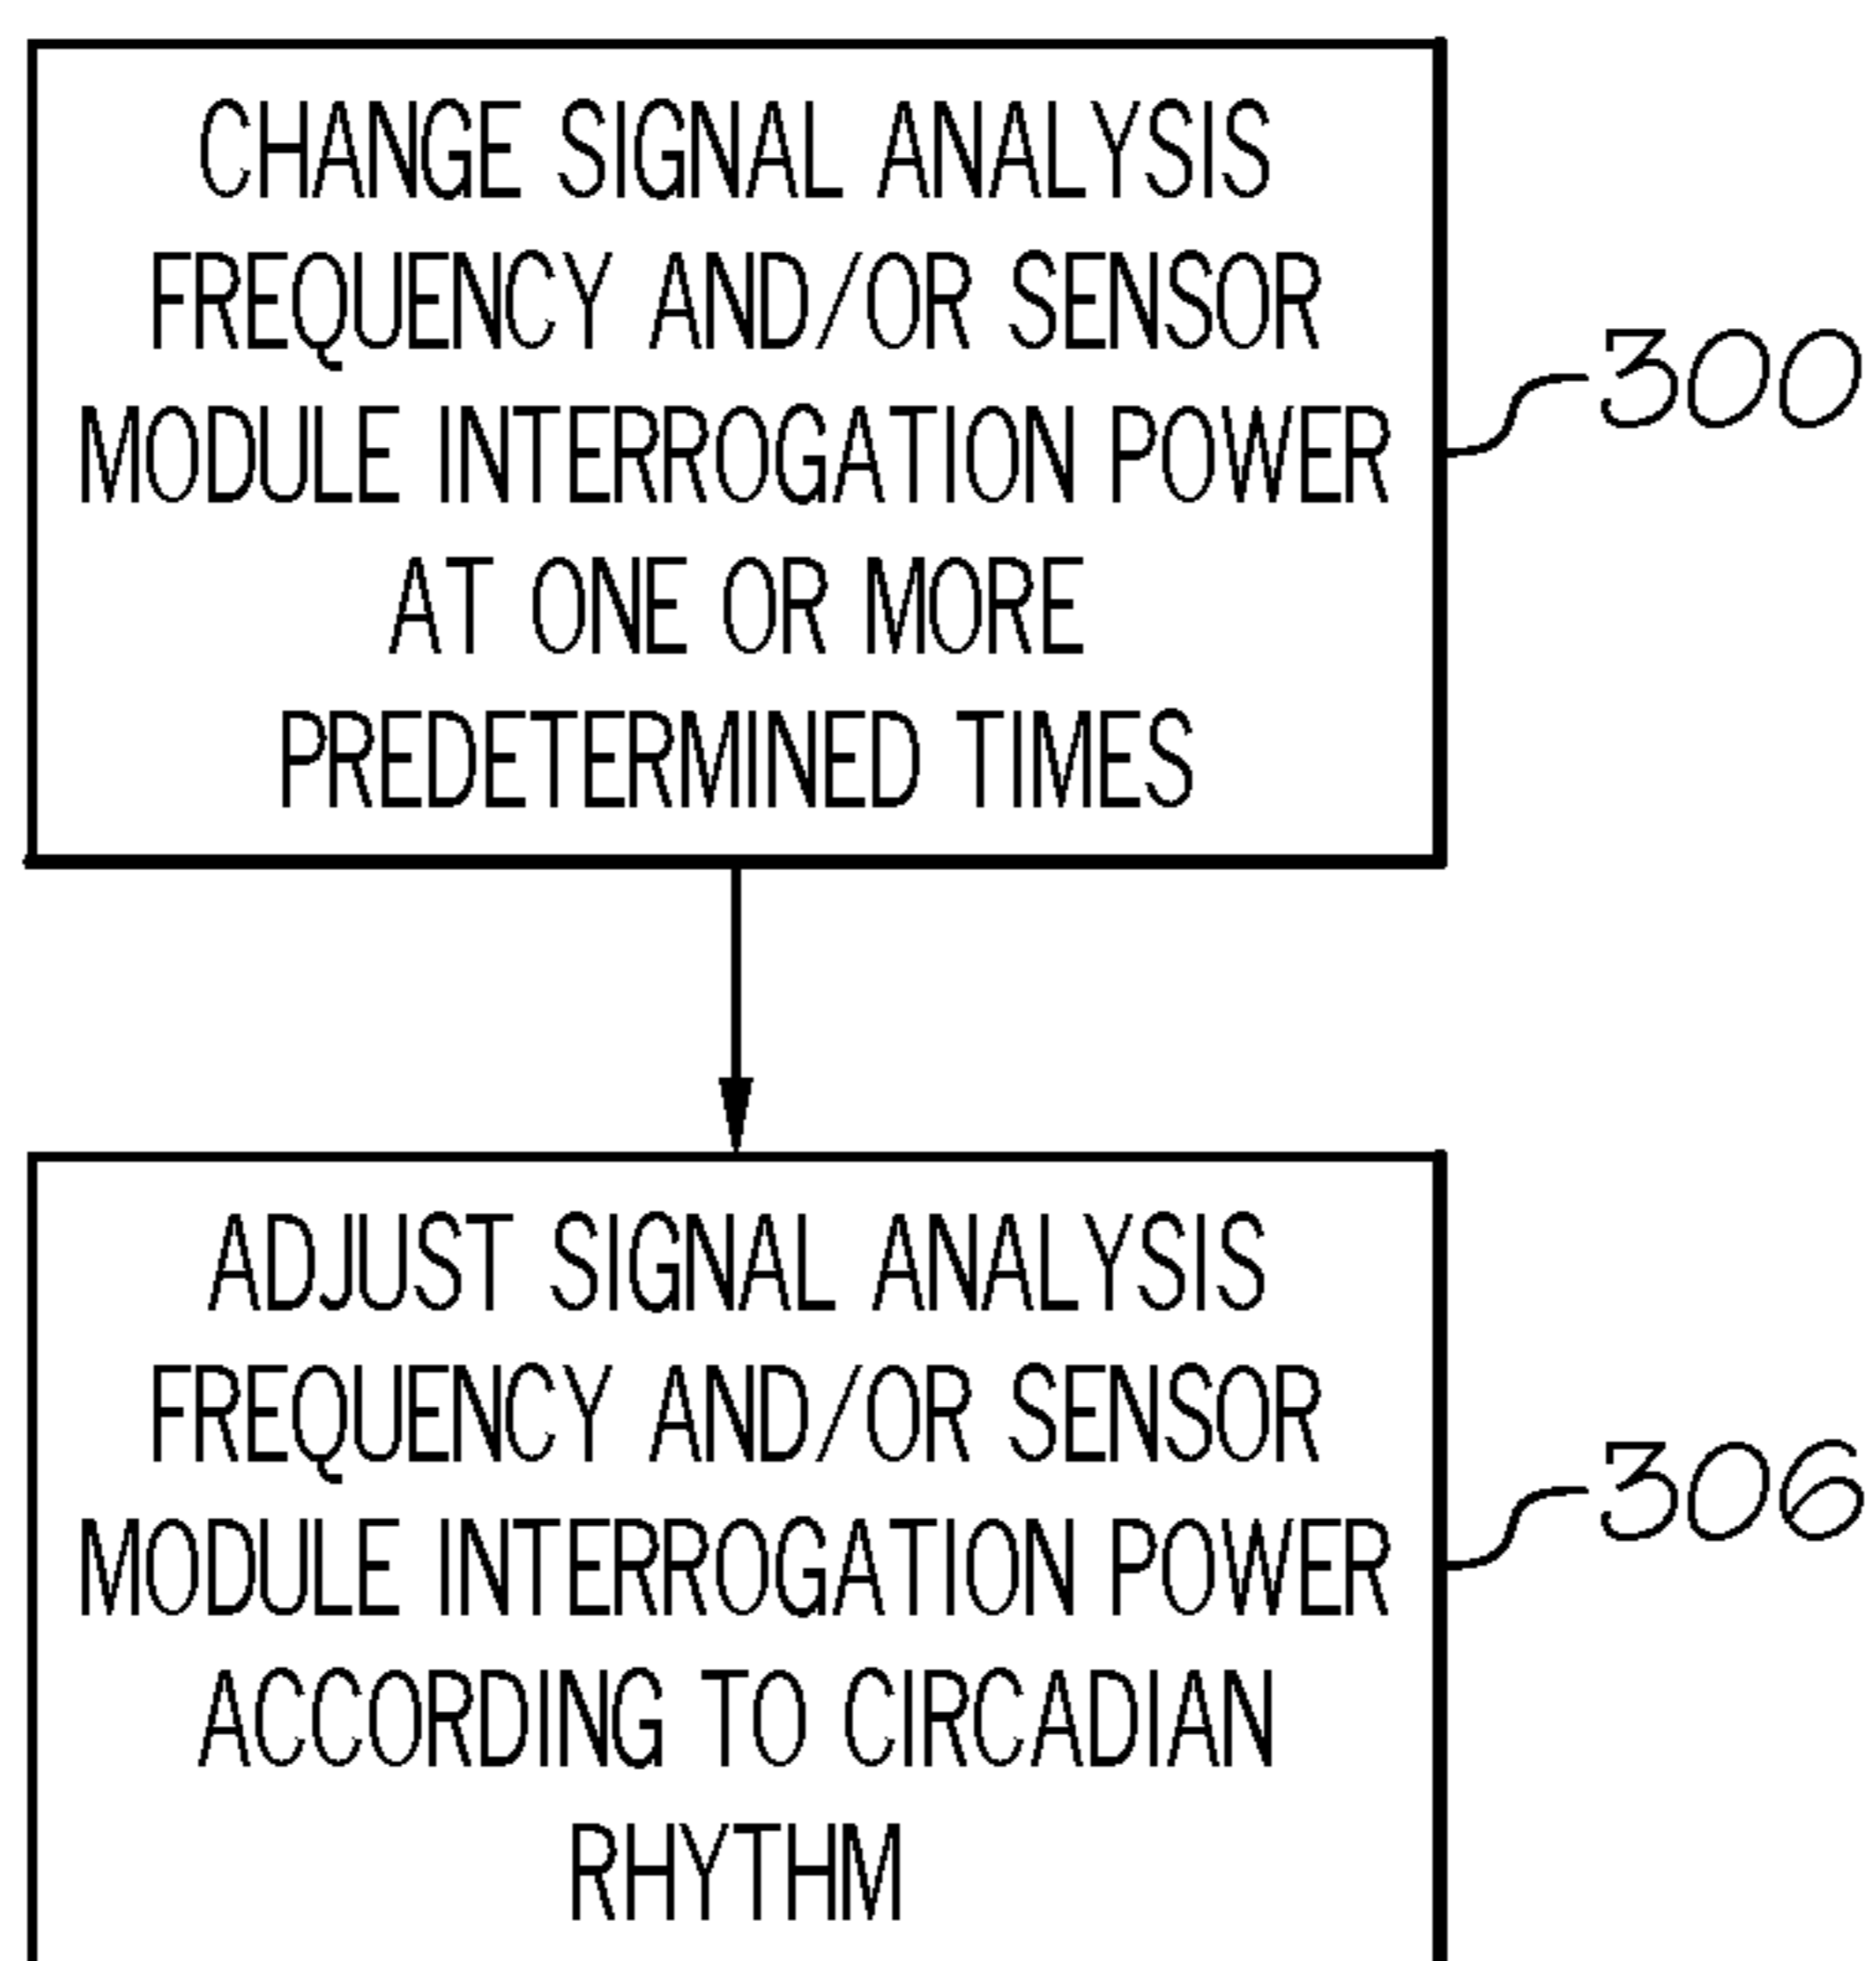 CHANGE SIGNAL ANALYSIS
FREQUENCY AND/OR SENSOR
MODULE INTERROGATION POWER
AT ONE OR MORE
PREDETERMINED TIMES
300
ADJUST SIGNAL ANALYSIS
FREQUENCY AND/OR SENSOR
MODULE INTERROGATION POWER
ACCORDING TO CIRCADIAN
RHYTHM
306